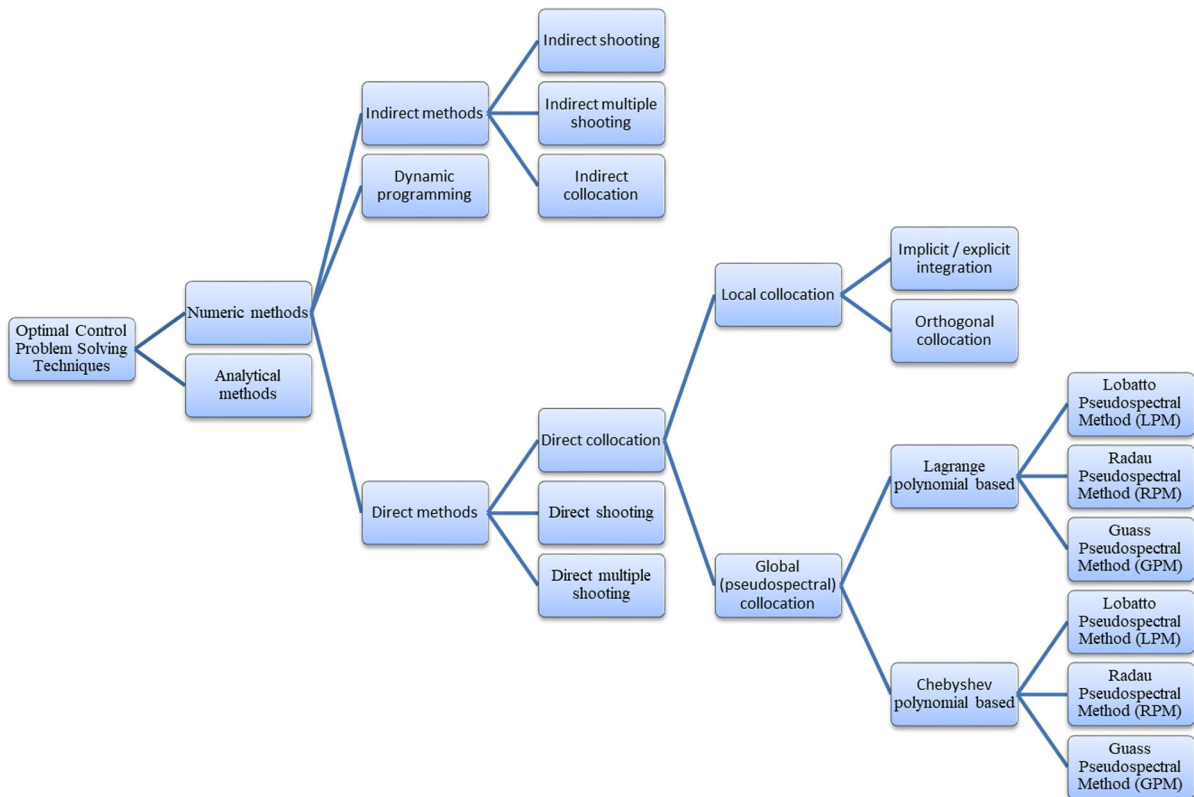 Optimal Control
Problem Solving
Techniques
Numeric methods
Analytical
methods
Indirect methods
Dynamic
programming
Direct methods
Indirect shooting
Indirect multiple
shooting
Indirect
collocation
Direct collocation
Direct shooting
Direct multiple
shooting
Local collocation
Global
(pseudospectral)
collocation
Implicit / explicit
integration
Orthogonal
collocation
Lagrange
polynomial based
Chebyshev
polynomial based
Lobatto
Pseudospectral
Method (LPM)
Radau
Pseudospectral
Method (RPM)
Guass
Pseudospectral
Method (GPM)
Lobatto
Pseudospectral
Method (LPM)
Radau
Pseudospectral
Method (RPM)
Guass
Pseudospectral
Method (GPM)